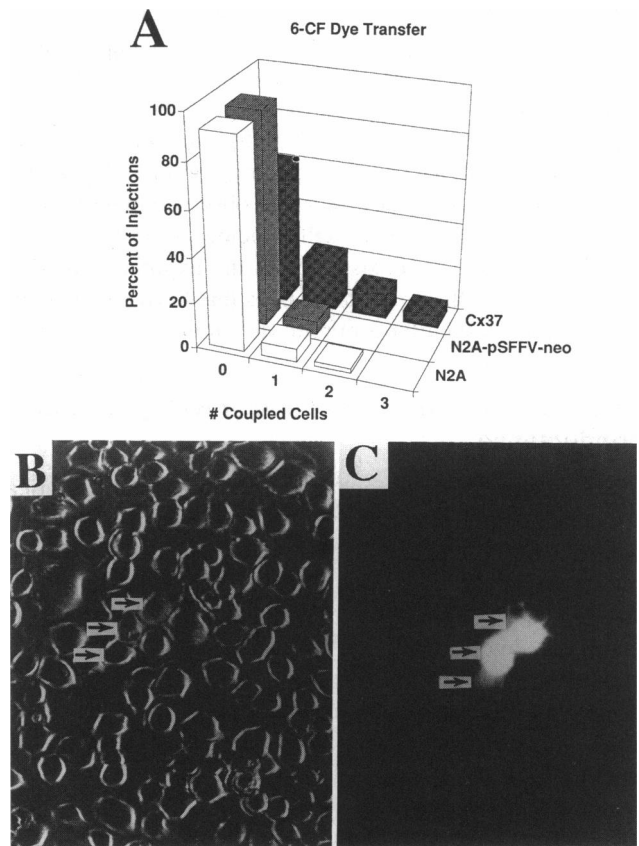 A
6-CF Dye Transfer
Percent of Injections
100
80
60
40
20
0
0
1
2
3
# Coupled Cells
Cx37
N2A-pSFFV-neo
N2A
B
C